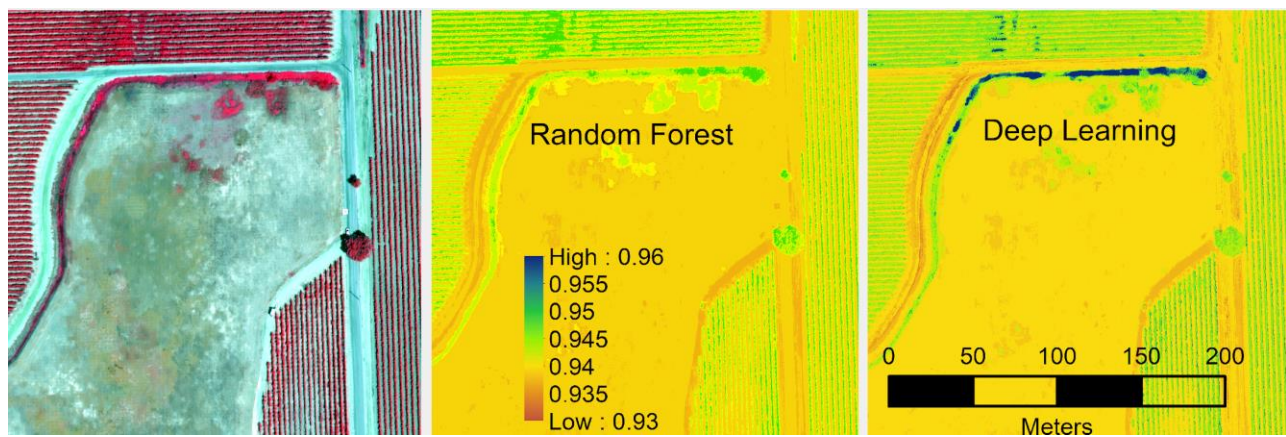 Random Forest
High : 0.96
0.955
0.95
0.945
0.94
0.935
Low : 0.93
Deep Learning
0 50 100 150 200
Meters